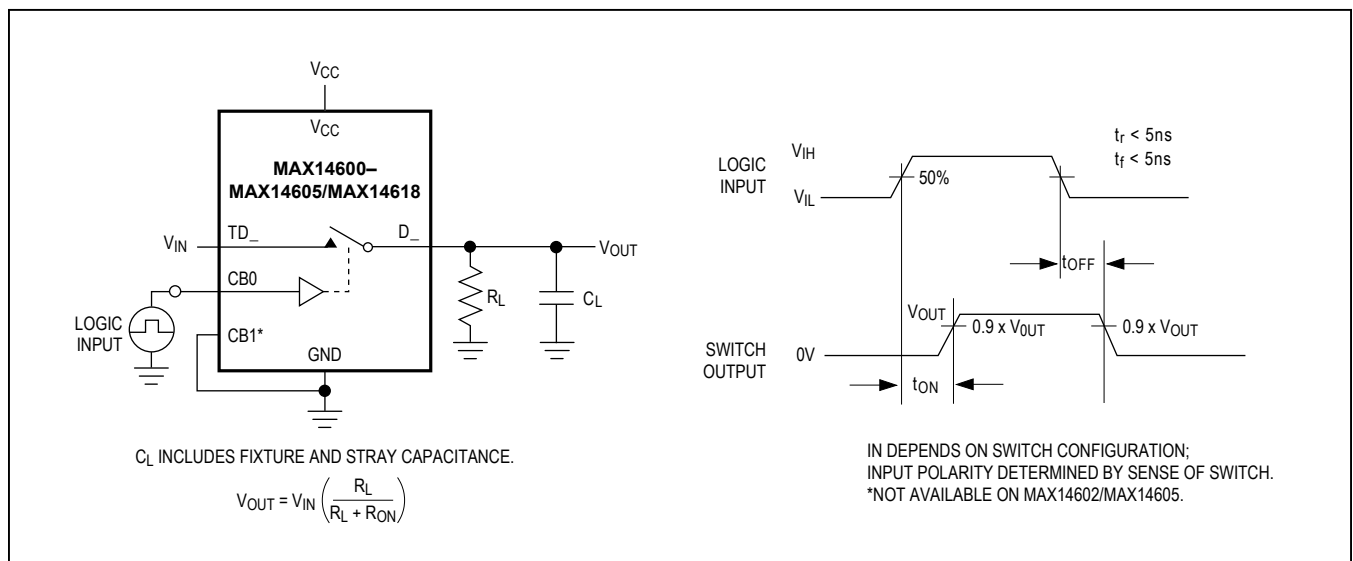 VCC
VCC
MAX14600–
MAX14605/MAX14618
VIN
TD_
D_
VOUT
CB0
LOGIC
INPUT
CB1*
GND
RL
CL
CL INCLUDES FIXTURE AND STRAY CAPACITANCE.
VOUT = VIN ( RL / RL + RON )
LOGIC
INPUT
VIH
VIL
50%
tr < 5ns
tf < 5ns
tOFF
SWITCH
OUTPUT
VOUT
0V
0.9 x V0UT
0.9 x VOUT
tON
IN DEPENDS ON SWITCH CONFIGURATION;
INPUT POLARITY DETERMINED BY SENSE OF SWITCH.
*NOT AVAILABLE ON MAX14602/MAX14605.